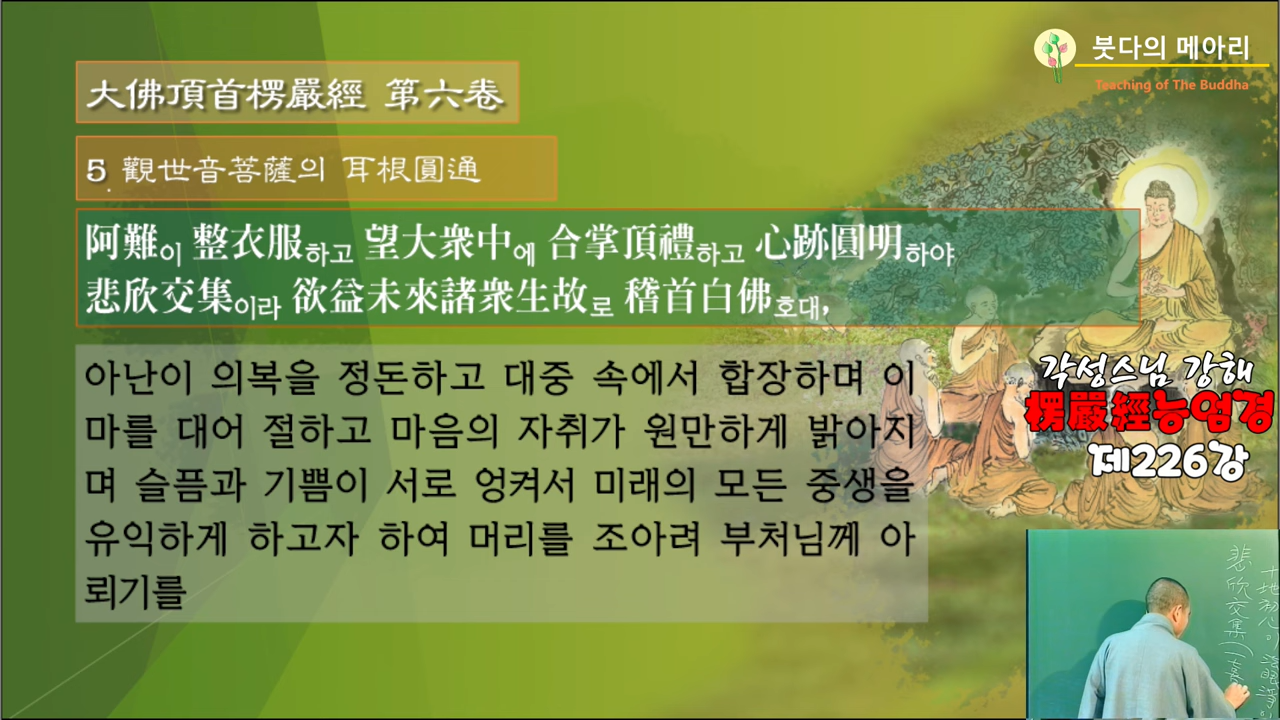 大佛頂首楞嚴經 第六卷
5. 觀世音菩薩의 耳根圓通
阿難이 整衣服하고 望大衆中에 合掌頂禮하고 心跡圓明하야
悲欣交集이라 欲益未來諸衆生故로 稽首白佛호대,
아난이 의복을 정돈하고 대중 속에서 합장하며 이
마를 대어 절하고 마음의 자취가 원만하게 밝아지
며 슬픔과 기쁨이 서로 엉켜서 미래의 모든 중생을
유익하게 하고자 하여 머리를 조아려 부처님께 아
뢰기를
붓다의 메아리
Teaching of The Buddha
각성스님 강해
楞嚴經능엄경
제226강
悲欣交集